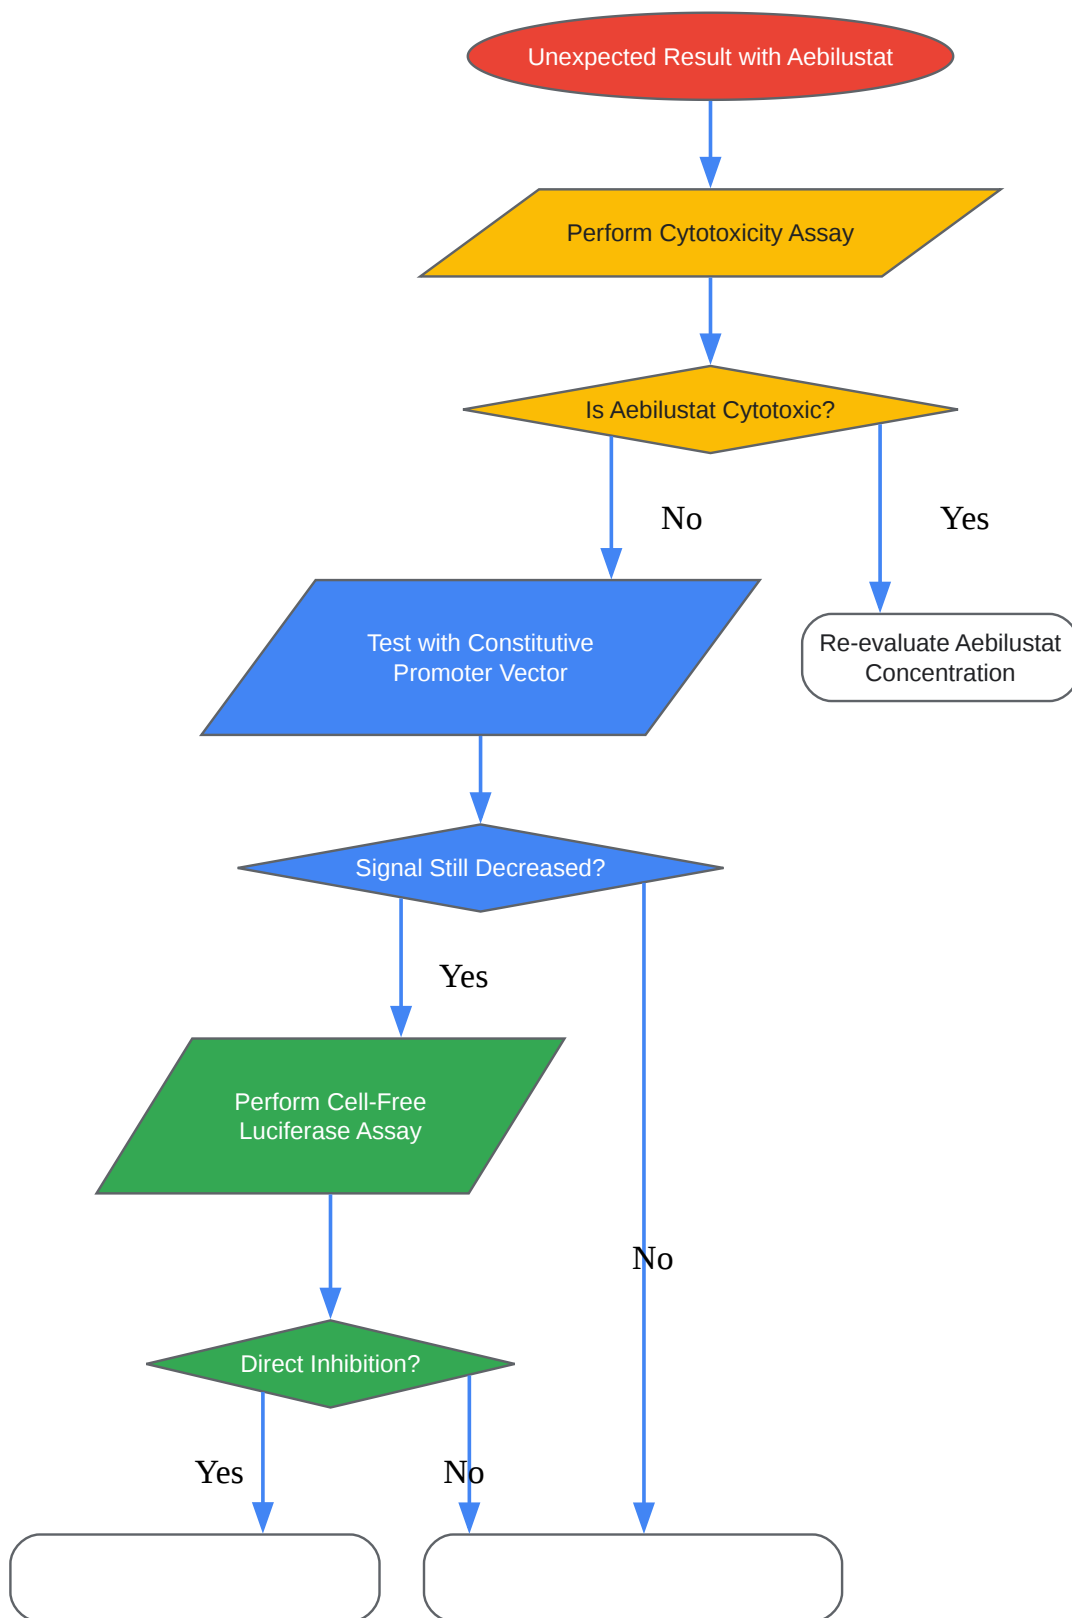 Unexpected Result with Aebilustat
Perform Cytotoxicity Assay
Is Aebilustat Cytotoxic?
No
Yes
Test with Constitutive
Promoter Vector
Re-evaluate Aebilustat
Concentration
Signal Still Decreased?
Yes
Perform Cell-Free
Luciferase Assay
No
Direct Inhibition?
Yes
No